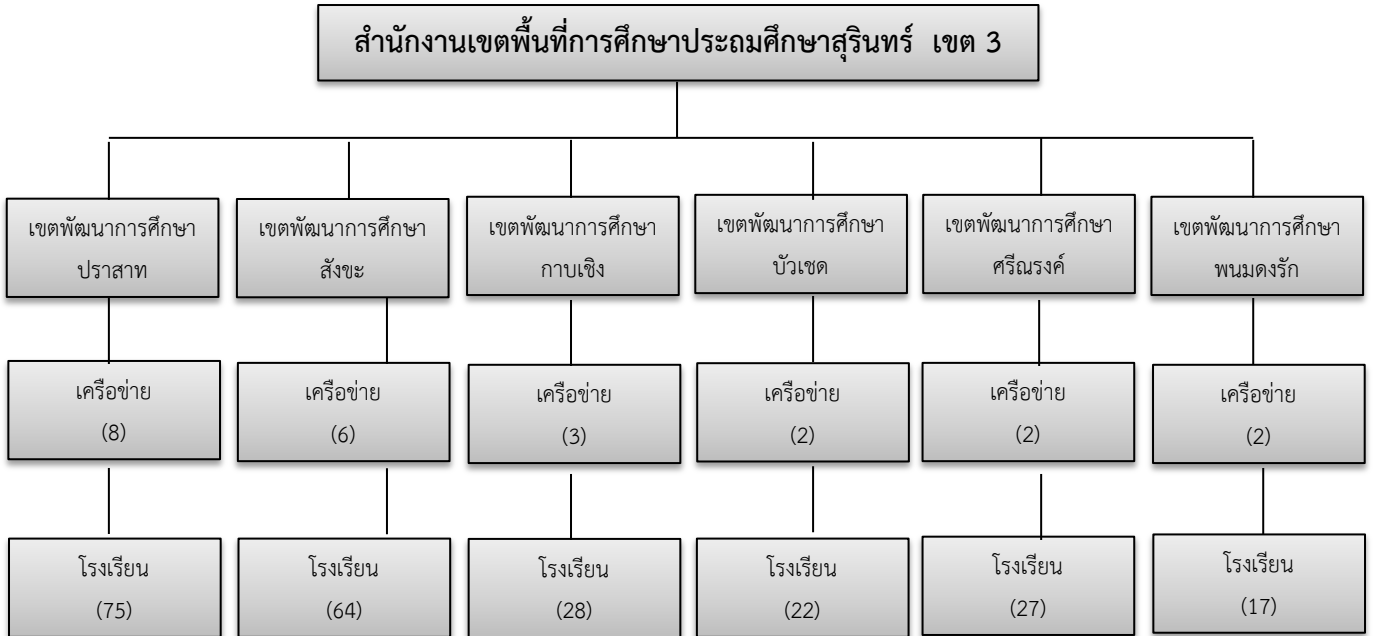 สำนักงานเขตพื้นที่การศึกษาประถมศึกษาสุรินทร์ เขต 3
เขตพัฒนาการศึกษา
ปราสาท
เขตพัฒนาการศึกษา
สังขะ
เขตพัฒนาการศึกษา
กาบเชิง
เขตพัฒนาการศึกษา
บัวเชด
เขตพัฒนาการศึกษา
ศรีณรงค์
เขตพัฒนาการศึกษา
พนมดงรัก
เครือข่าย
(8)
เครือข่าย
(6)
เครือข่าย
(3)
เครือข่าย
(2)
เครือข่าย
(2)
เครือข่าย
(2)
โรงเรียน
(75)
โรงเรียน
(64)
โรงเรียน
(28)
โรงเรียน
(22)
โรงเรียน
(27)
โรงเรียน
(17)